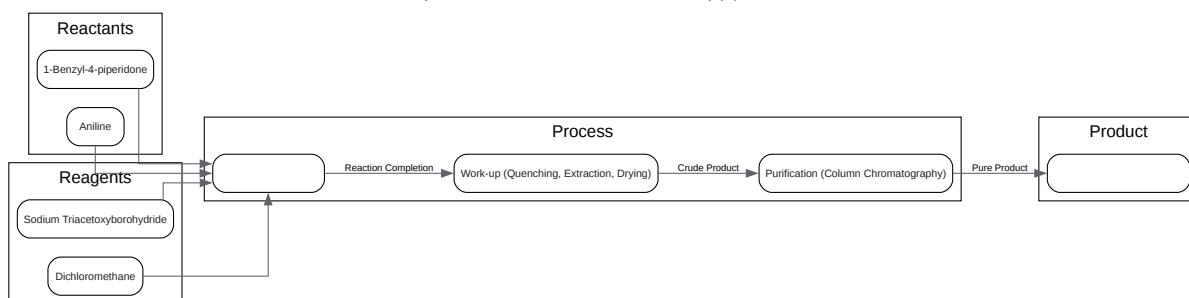 Reactants
1-Benzyl-4-piperidone
Aniline
Reagents
Sodium Triacetoxyborohydride
Dichloromethane
Process
Reaction Completion
Work-up (Quenching, Extraction, Drying)
Crude Product
Purification (Column Chromatography)
Pure Product
Product